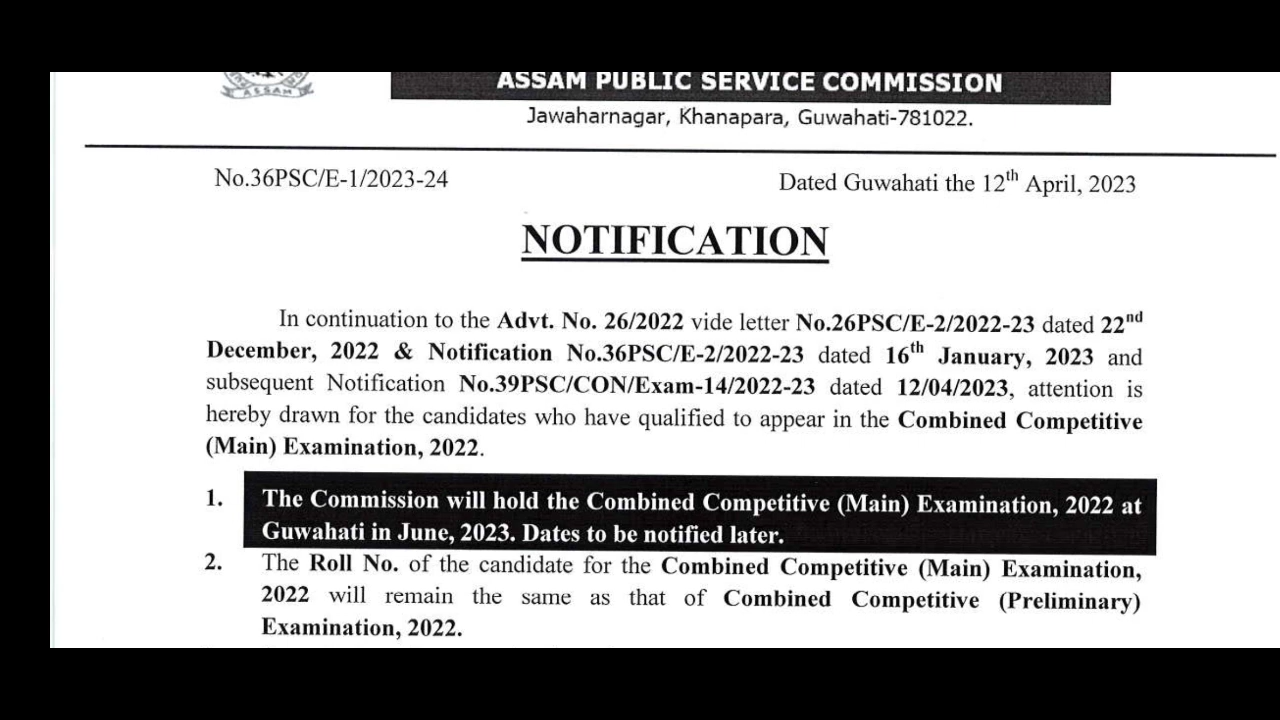 ASSAM
ASSAM PUBLIC SERVICE COMMISSION
Jawaharnagar, Khanapara, Guwahati-781022.
No.36PSC/E-1/2023-24 Dated Guwahati the 12th April, 2023
NOTIFICATION
In continuation to the Advt. No. 26/2022 vide letter No.26PSC/E-2/2022-23 dated 22nd
December, 2022 & Notification No.36PSC/E-2/2022-23 dated 16th January, 2023 and
subsequent Notification No.39PSC/CON/Exam-14/2022-23 dated 12/04/2023, attention is
hereby drawn for the candidates who have qualified to appear in the Combined Competitive
(Main) Examination, 2022.
1. The Commission will hold the Combined Competitive (Main) Examination, 2022 at
Guwahati in June, 2023. Dates to be notified later.
2. The Roll No. of the candidate for the Combined Competitive (Main) Examination,
2022 will remain the same as that of Combined Competitive (Preliminary)
Examination, 2022.